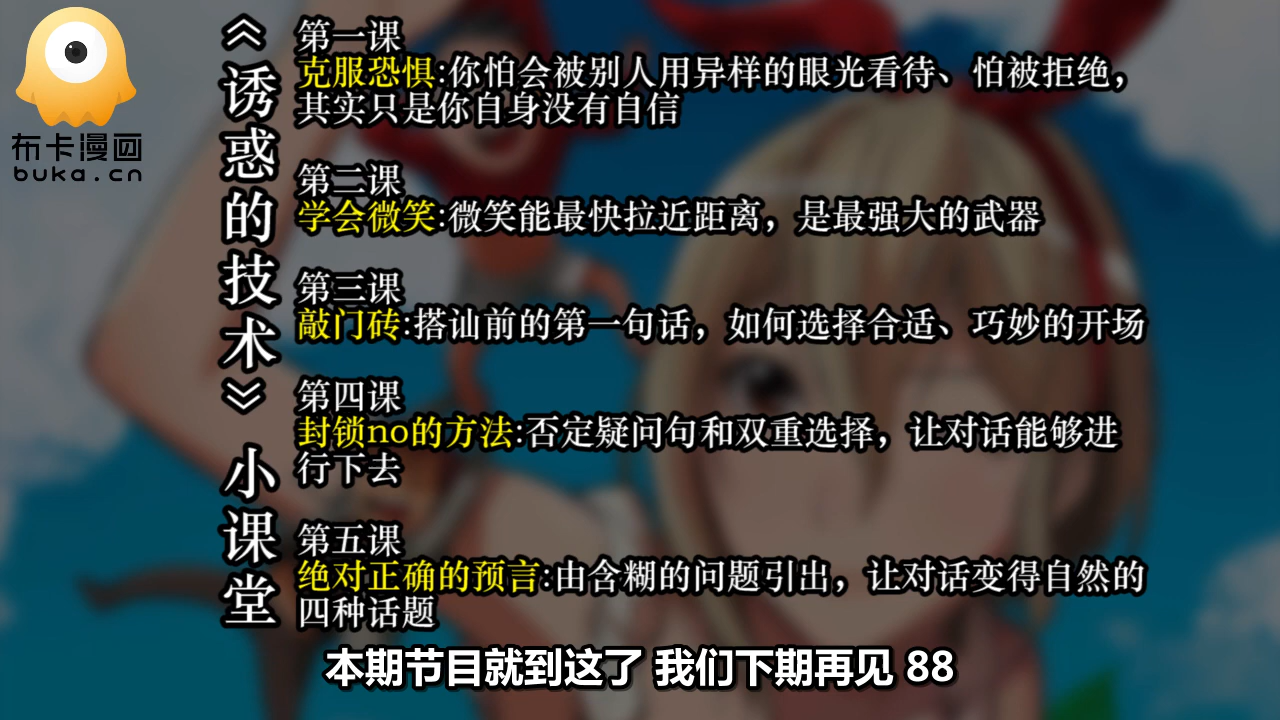 布卡漫画
buka.cn
《诱惑的技术》小课堂
第一课
克服恐惧:你怕会被别人用异样的眼光看待、怕被拒绝，
其实只是你自身没有自信
第二课
学会微笑:微笑能最快拉近距离，是最强大的武器
第三课
敲门砖:搭讪前的第一句话，如何选择合适、巧妙的开场
第四课
封锁no的方法:否定疑问句和双重选择，让对话能够进
行下去
第五课
绝对正确的预言:由含糊的问题引出，让对话变得自然的
四种话题
本期节目就到这了 我们下期再见 88